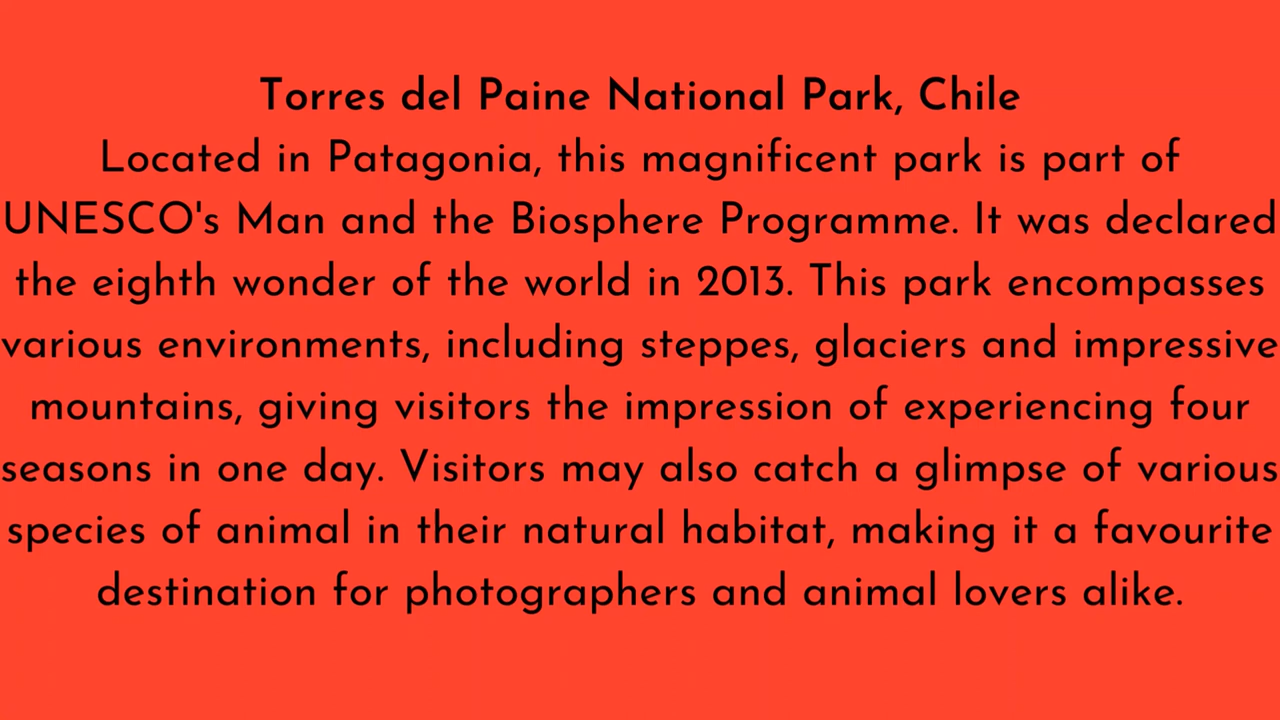 Torres del Paine National Park, Chile
Located in Patagonia, this magnificent park is part of
UNESCO's Man and the Biosphere Programme. It was declared
the eighth wonder of the world in 2013. This park encompasses
various environments, including steppes, glaciers and impressive
mountains, giving visitors the impression of experiencing four
seasons in one day. Visitors may also catch a glimpse of various
species of animal in their natural habitat, making it a favourite
destination for photographers and animal lovers alike.